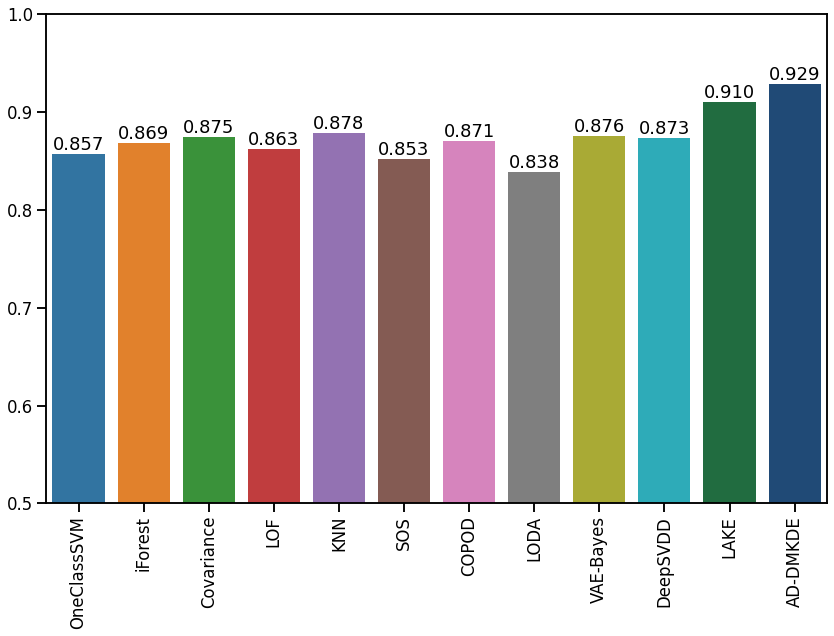 1.0
0.9
0.8
0.7
0.6
0.5
0.857
0.869
0.875
0.863
0.878
0.853
0.871
0.838
0.876
0.873
0.910
0.929
OneClassSVM
iForest
Covariance
LOF
KNN
SOS
COPOD
LODA
VAE-Bayes
DeepSVDD
LAKE
AD-DMKDE